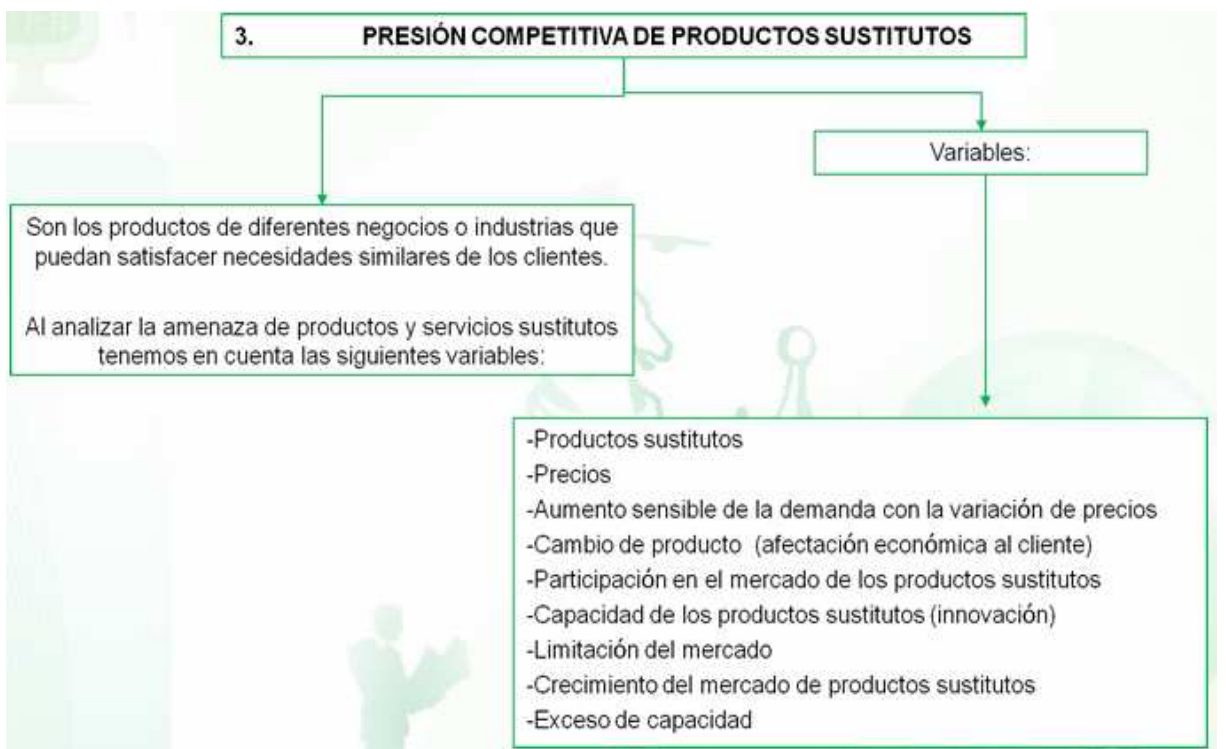 3. PRESIÓN COMPETITIVA DE PRODUCTOS SUSTITUTOS
Son los productos de diferentes negocios o industrias que
puedan satisfacer necesidades similares de los clientes.
Al analizar la amenaza de productos y servicios sustitutos
tenemos en cuenta las siguientes variables:
Variables:
-Productos sustitutos
-Precios
-Aumento sensible de la demanda con la variación de precios
-Cambio de producto (afectación económica al cliente)
-Participación en el mercado de los productos sustitutos
-Capacidad de los productos sustitutos (innovación)
-Limitación del mercado
-Crecimiento del mercado de productos sustitutos
-Exceso de capacidad